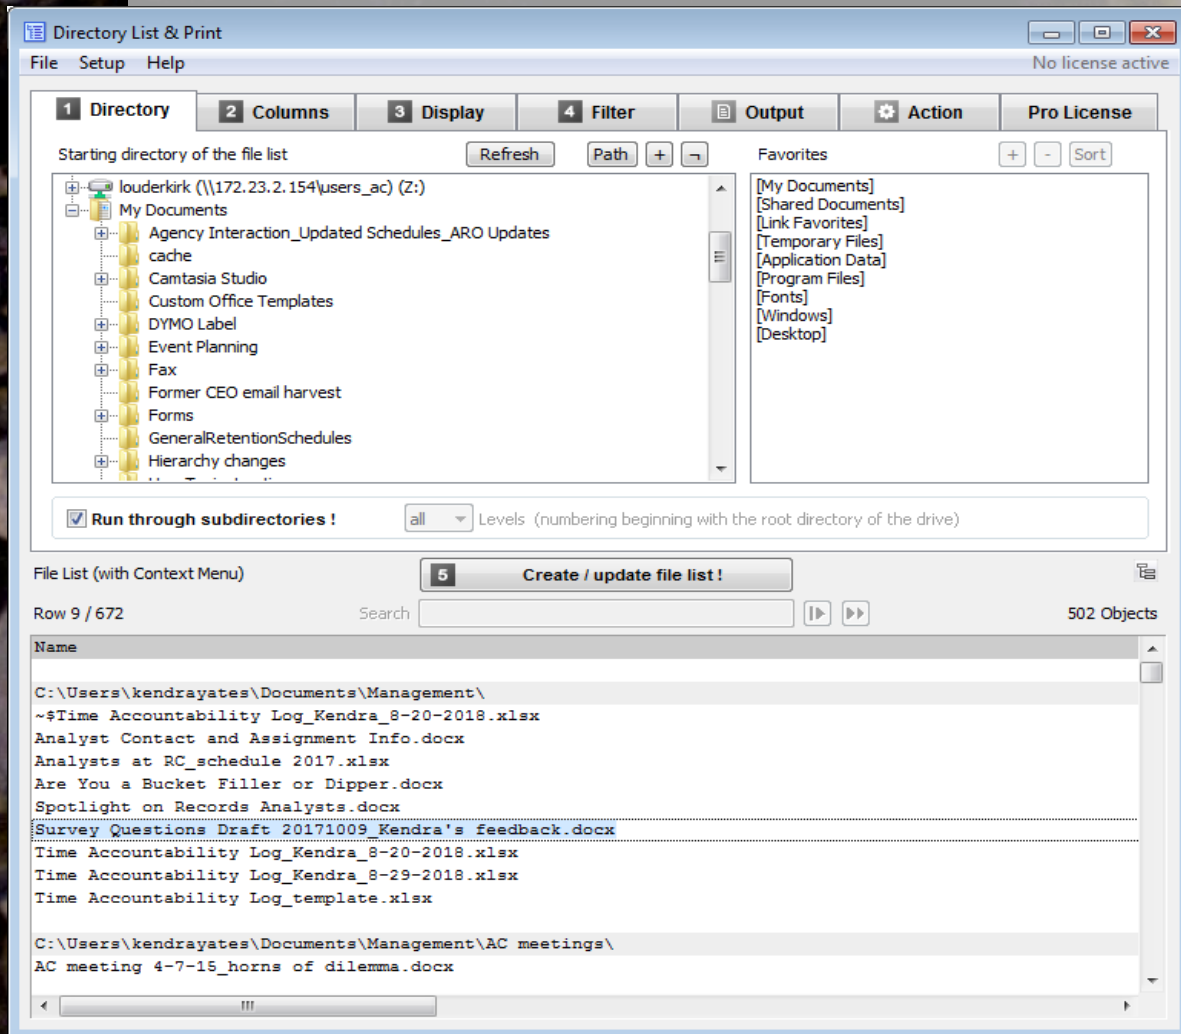 Directory List & Print
File Setup Help No license active
1 Directory 2 Columns 3 Display 4 Filter Output Action Pro License
Starting directory of the file list Refresh Path + ¬ Favorites + - Sort
louderkirk (\\172.23.2.154\users_ac) (Z:)
My Documents
Agency Interaction_Updated Schedules_ARO Updates
cache
Camtasia Studio
Custom Office Templates
DYMO Label
Event Planning
Fax
Former CEO email harvest
Forms
GeneralRetentionSchedules
Hierarchy changes
[My Documents]
[Shared Documents]
[Link Favorites]
[Temporary Files]
[Application Data]
[Program Files]
[Fonts]
[Windows]
[Desktop]
Run through subdirectories ! all Levels (numbering beginning with the root directory of the drive)
File List (with Context Menu) 5 Create / update file list !
Row 9 / 672 Search 502 Objects
Name
C:\Users\kendrayates\Documents\Management\
~$Time Accountability Log_Kendra_8-20-2018.xlsx
Analyst Contact and Assignment Info.docx
Analysts at RC_schedule 2017.xlsx
Are You a Bucket Filler or Dipper.docx
Spotlight on Records Analysts.docx
Survey Questions Draft 20171009_Kendra's feedback.docx
Time Accountability Log_Kendra_8-20-2018.xlsx
Time Accountability Log_Kendra_8-29-2018.xlsx
Time Accountability Log_template.xlsx
C:\Users\kendrayates\Documents\Management\AC meetings\
AC meeting 4-7-15_horns of dilemma.docx